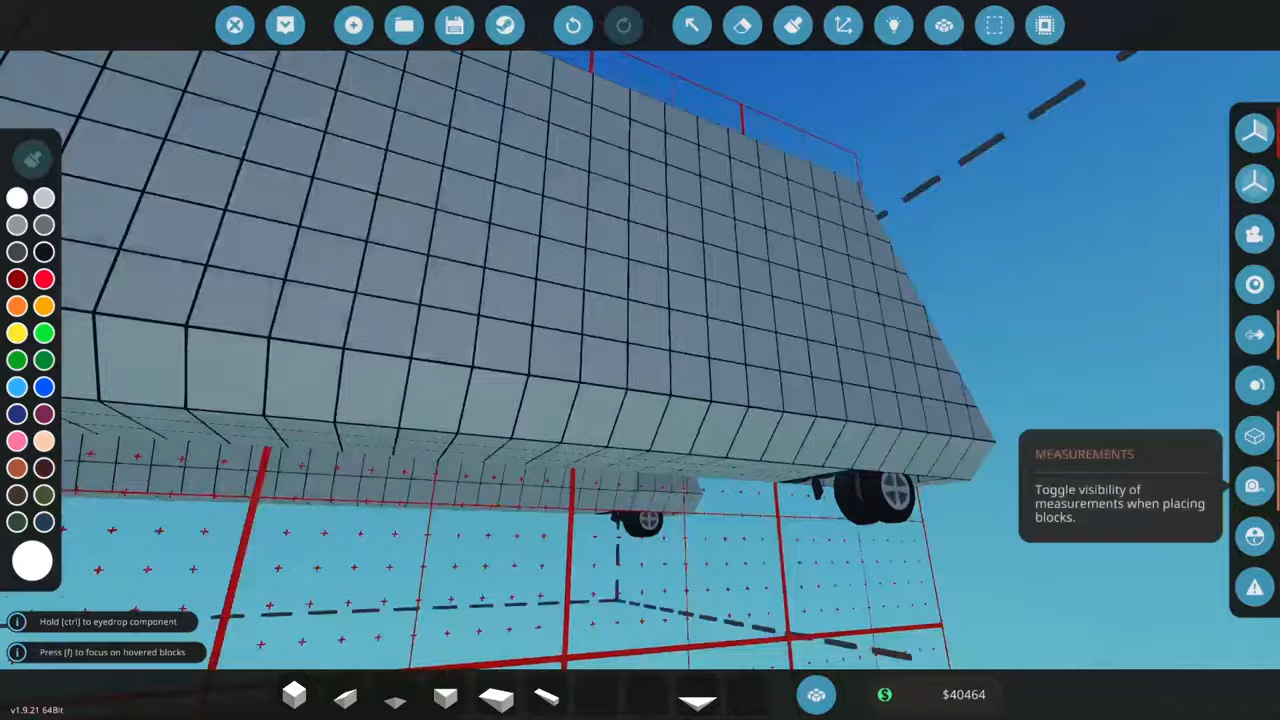 MEASUREMENTS
Toggle visibility of
measurements when placing
blocks.
Hold [ctrl] to eyedrop component
Press [f] to focus on hovered blocks
$40464
v1.9.21 64Bit